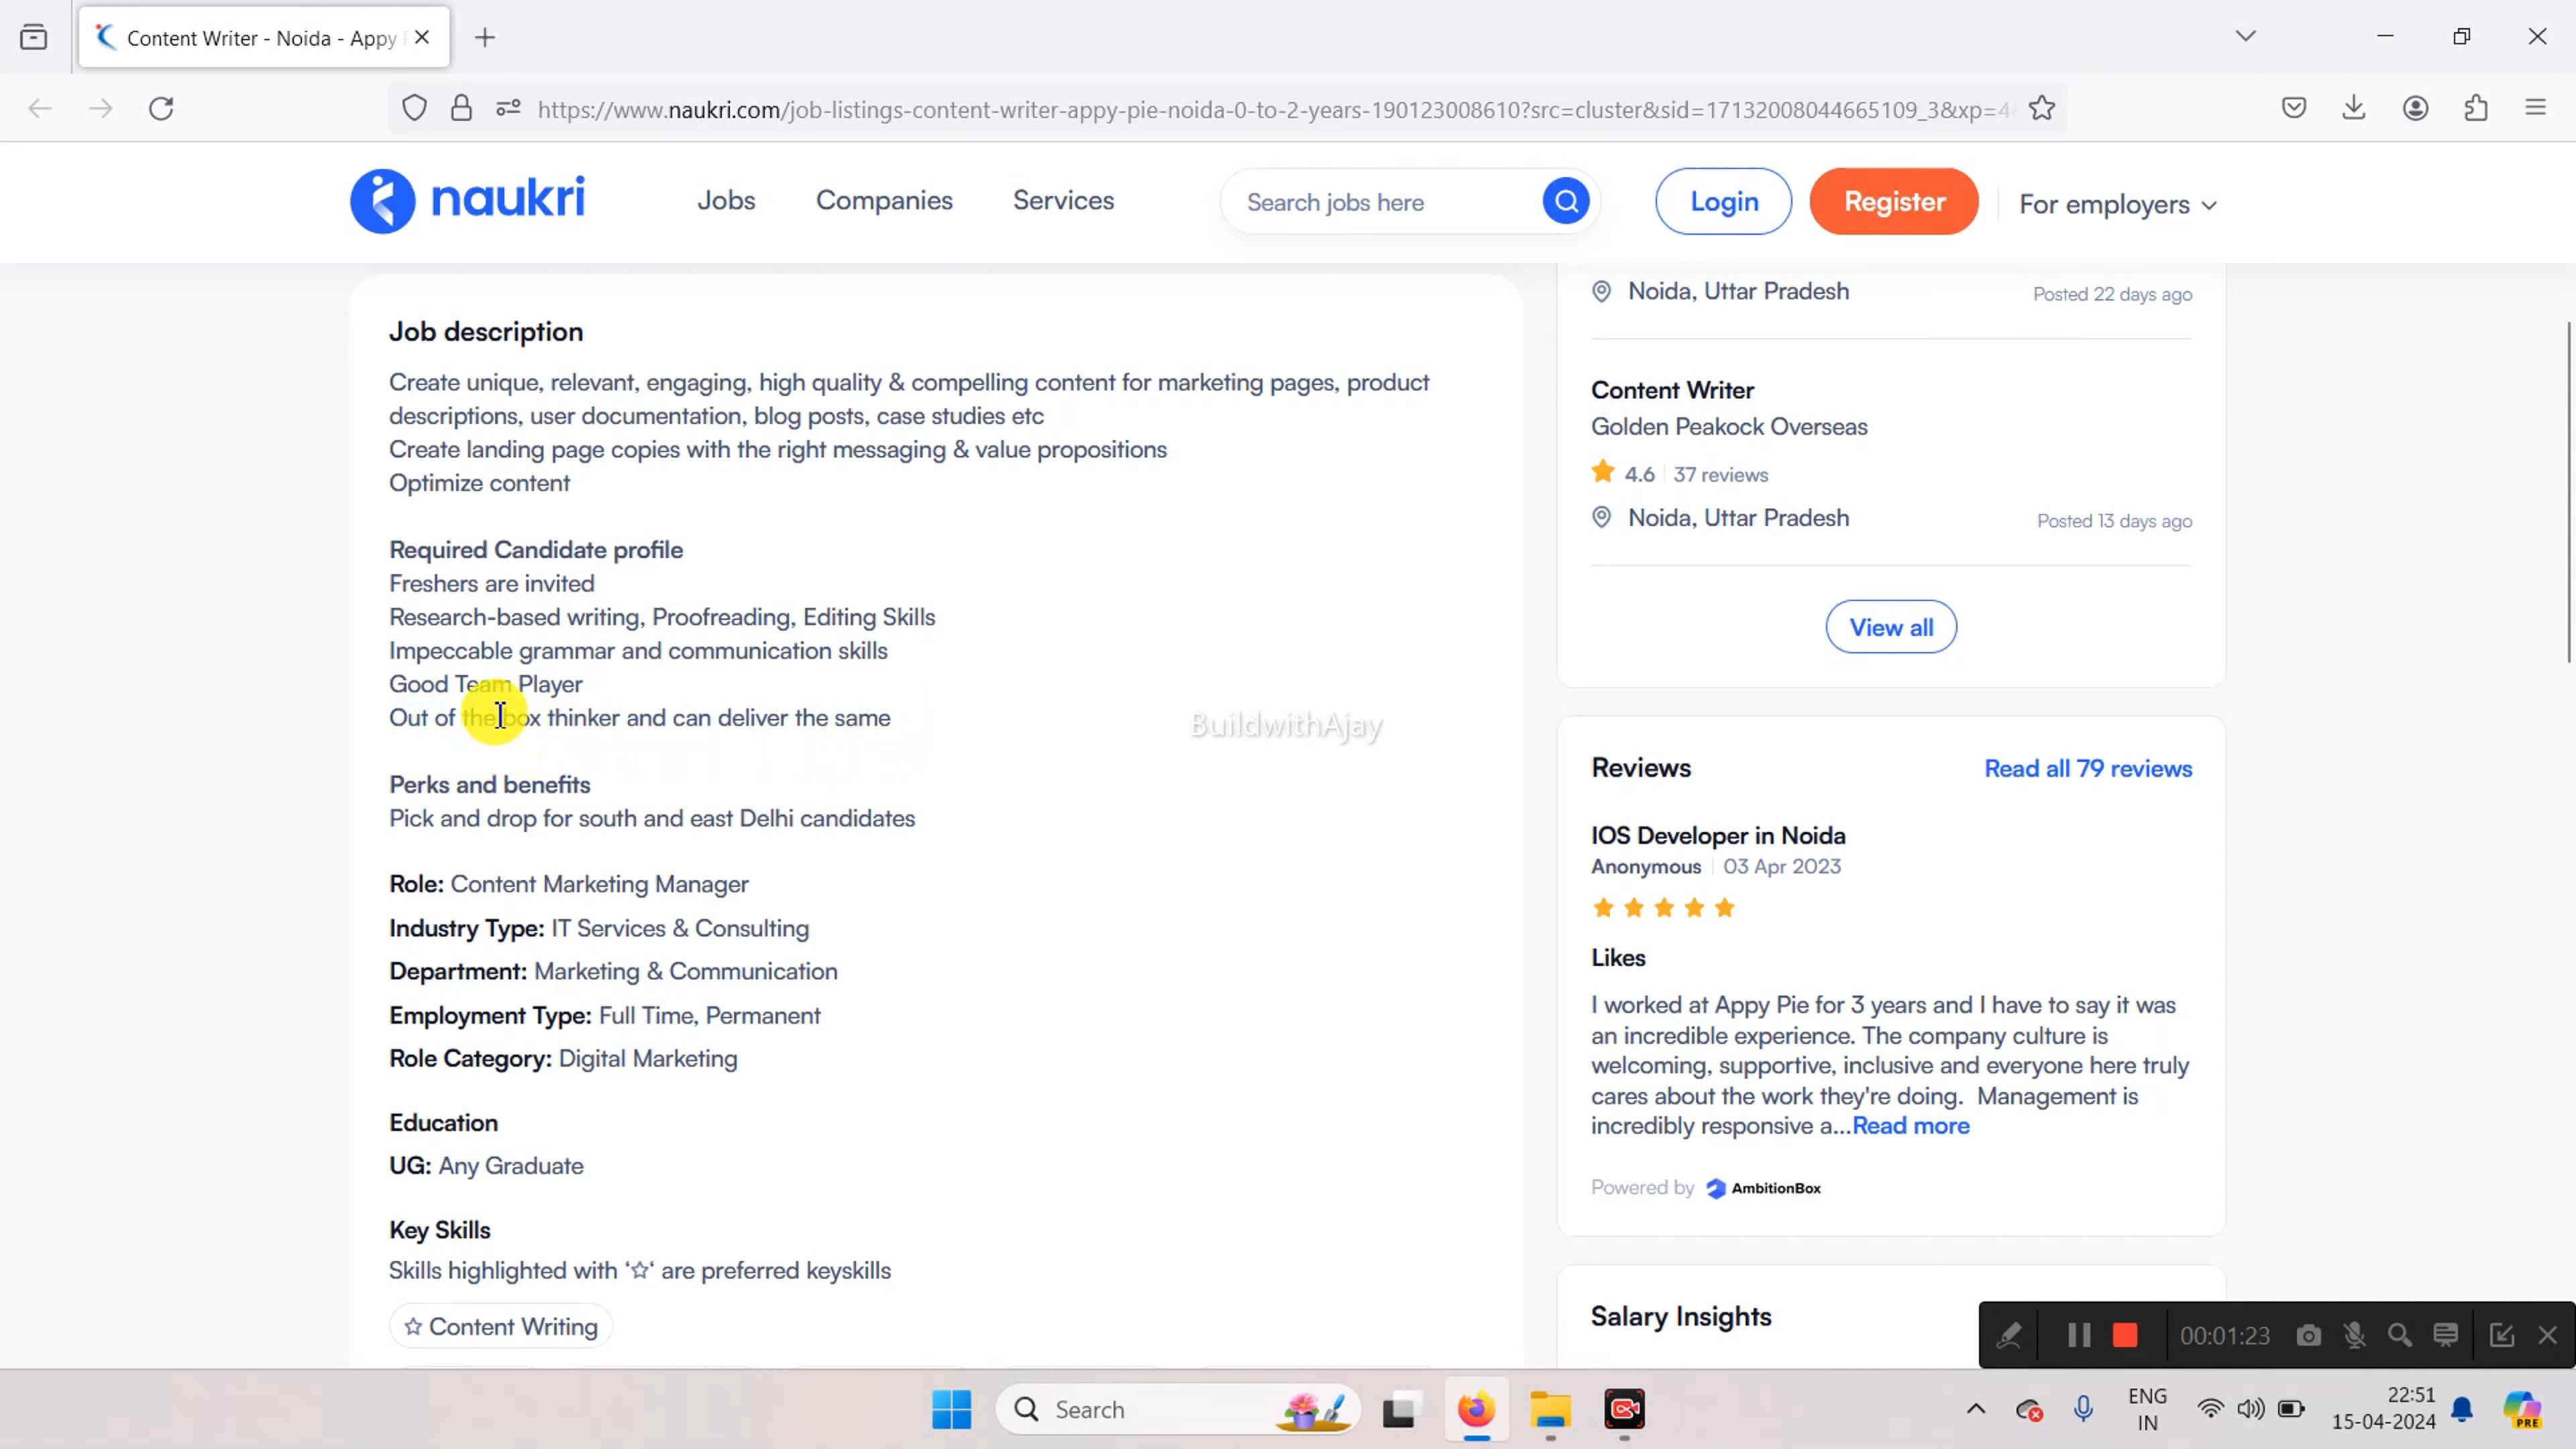 Content Writer - Noida - Appy
https://www.naukri.com/job-listings-content-writer-appy-pie-noida-0-to-2-years-190123008610?src=cluster&sid=17132008044665109_3&xp=4
naukri
Jobs
Companies
Services
Search jobs here
Login
Register
For employers
Job description
Create unique, relevant, engaging, high quality & compelling content for marketing pages, product
descriptions, user documentation, blog posts, case studies etc
Create landing page copies with the right messaging & value propositions
Optimize content
Required Candidate profile
Freshers are invited
Research-based writing, Proofreading, Editing Skills
Impeccable grammar and communication skills
Good Team Player
Out of the box thinker and can deliver the same
Perks and benefits
Pick and drop for south and east Delhi candidates
Role: Content Marketing Manager
Industry Type: IT Services & Consulting
Department: Marketing & Communication
Employment Type: Full Time, Permanent
Role Category: Digital Marketing
Education
UG: Any Graduate
Key Skills
Skills highlighted with ‘☆‘ are preferred keyskills
Content Writing
BuildwithAjay
Noida, Uttar Pradesh
Posted 22 days ago
Content Writer
Golden Peakock Overseas
4.6 | 37 reviews
Noida, Uttar Pradesh
Posted 13 days ago
View all
Reviews
Read all 79 reviews
IOS Developer in Noida
Anonymous | 03 Apr 2023
Likes
I worked at Appy Pie for 3 years and I have to say it was
an incredible experience. The company culture is
welcoming, supportive, inclusive and everyone here truly
cares about the work they're doing. Management is
incredibly responsive a...Read more
Powered by AmbitionBox
Salary Insights
00:01:23
Search
ENG
IN
22:51
15-04-2024
PRE